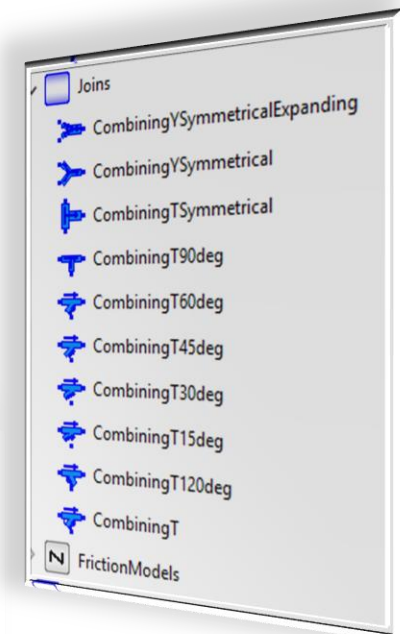 Joins
CombiningYSymmetricalExpanding
CombiningYSymmetrical
CombiningTSymmetrical
CombiningT90deg
CombiningT60deg
CombiningT45deg
CombiningT30deg
CombiningT15deg
CombiningT120deg
CombiningT
N FrictionModels